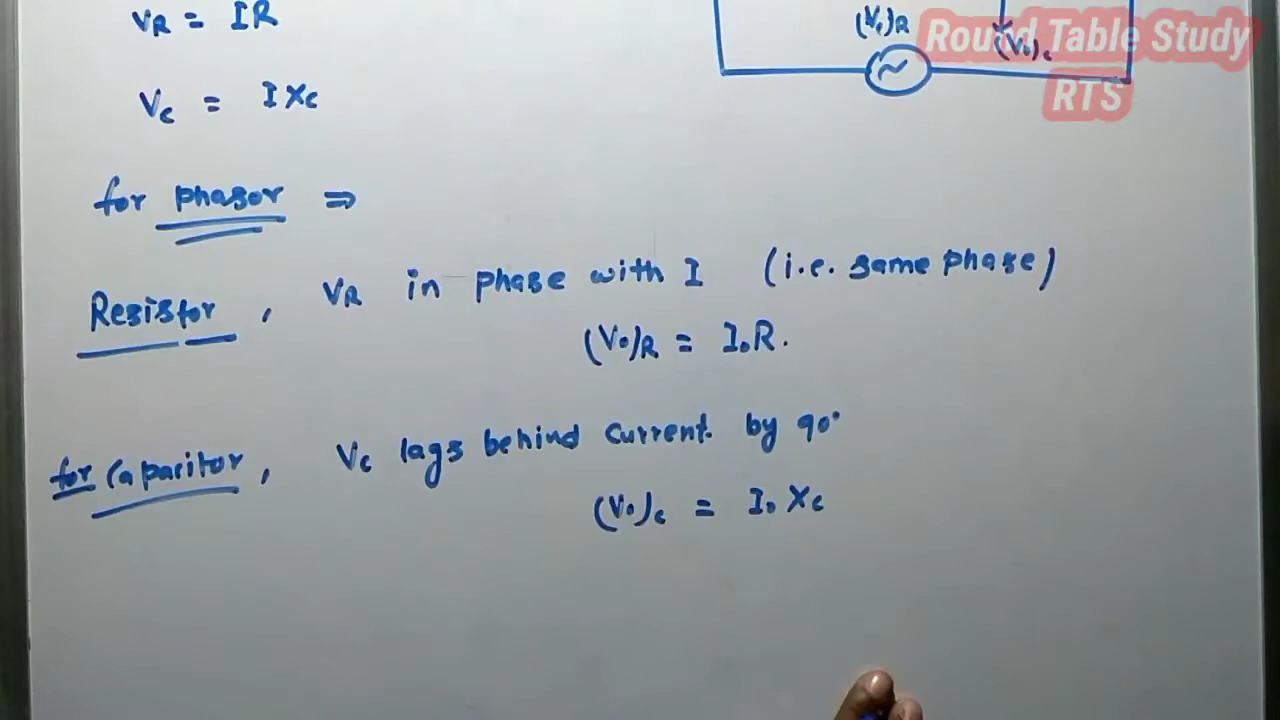 VR = IR
(V₀)R
(V₀)c
Round Table Study
RTS
Vc = I Xc
for phasor ⇒
Resistor, VR in phase with I (i.e. same phase)
(V₀)R = I₀R.
for Capacitor, Vc lags behind current. by 90°
(V₀)c = I₀ Xc